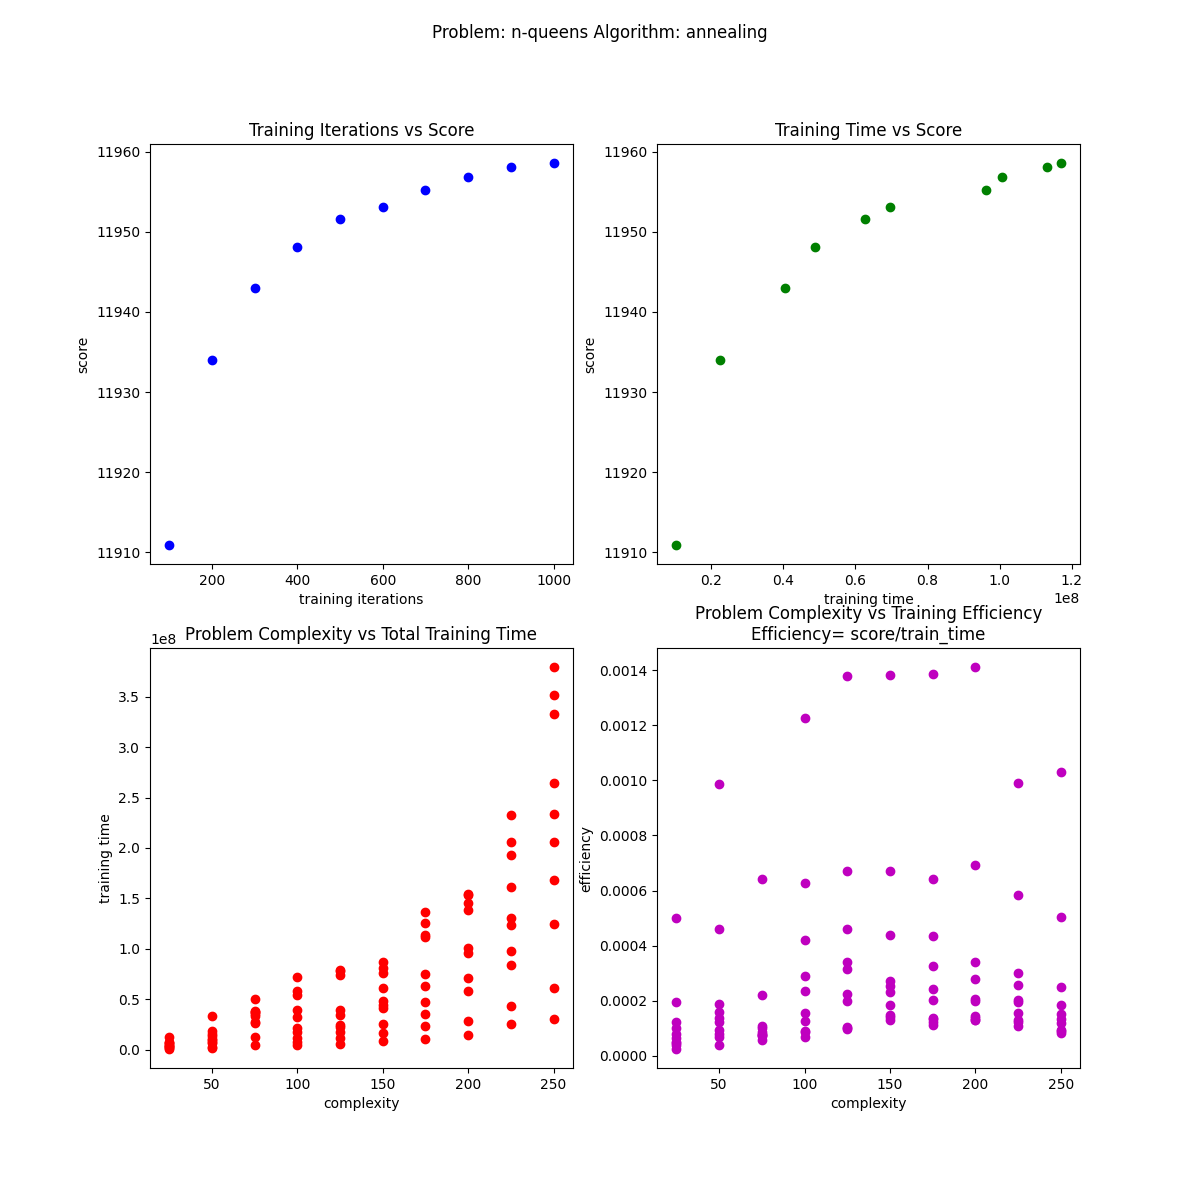 Problem: n-queens Algorithm: annealing
Training Iterations vs Score
11960
11950
11940
11930
11920
11910
score
200 400 600 800 1000
training iterations
Training Time vs Score
11960
11950
11940
11930
11920
11910
score
0.2 0.4 0.6 0.8 1.0 1.2
1e8
training time
1e8
Problem Complexity vs Total Training Time
3.5
3.0
2.5
2.0
1.5
1.0
0.5
0.0
training time
50 100 150 200 250
complexity
Problem Complexity vs Training Efficiency
Efficiency= score/train_time
0.0014
0.0012
0.0010
0.0008
0.0006
0.0004
0.0002
0.0000
efficiency
50 100 150 200 250
complexity